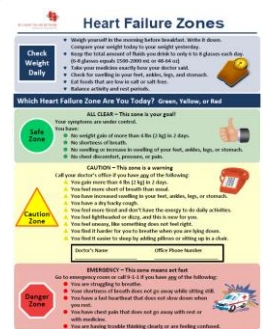 Heart Failure Zones
Check
Weight
Daily
• Weigh yourself in the morning before breakfast. Write it down.
Compare your weight today to your weight yesterday.
• Keep the total amount of fluids you drink to only 6 to 8 glasses each day.
(6-8 glasses equals 1500-2000 ml or 48-64 oz)
• Take your medicine exactly how your doctor said.
• Check for swelling in your feet, ankles, legs, and stomach.
• Eat foods that are low in salt or salt-free.
• Balance activity and rest periods.
Which Heart Failure Zone Are You Today? Green, Yellow, or Red
Safe
Zone
ALL CLEAR – This zone is your goal!
Your symptoms are under control.
You have:
No weight gain of more than 4 lbs (2 kg) in 2 days.
No shortness of breath.
No swelling or increase in swelling of your feet, ankles, legs, or stomach.
No chest discomfort, pressure, or pain.
Caution
Zone
CAUTION – This zone is a warning
Call your doctor's office if you have any of the following:
You gain more than 4 lbs (2 kg) in 2 days.
You feel more short of breath than usual.
You have increased swelling in your feet, ankles, legs, or stomach.
You have a dry hacky cough.
You feel more tired and don't have the energy to do daily activities.
You feel lightheaded or dizzy, and this is new for you.
You feel uneasy, like something does not feel right.
You find it harder for you to breathe when you are lying down.
You find it easier to sleep by adding pillows or sitting up in a chair.
Doctor's Name Office Phone Number
Danger
Zone
EMERGENCY – This zone means act fast
Go to emergency room or call 9-1-1 if you have any of the following:
You are struggling to breathe.
Your shortness of breath does not go away while sitting still.
You have a fast heartbeat that does not slow down when
you rest.
You have chest pain that does not go away with rest or
with medicine.
You are having trouble thinking clearly or are feeling confused.